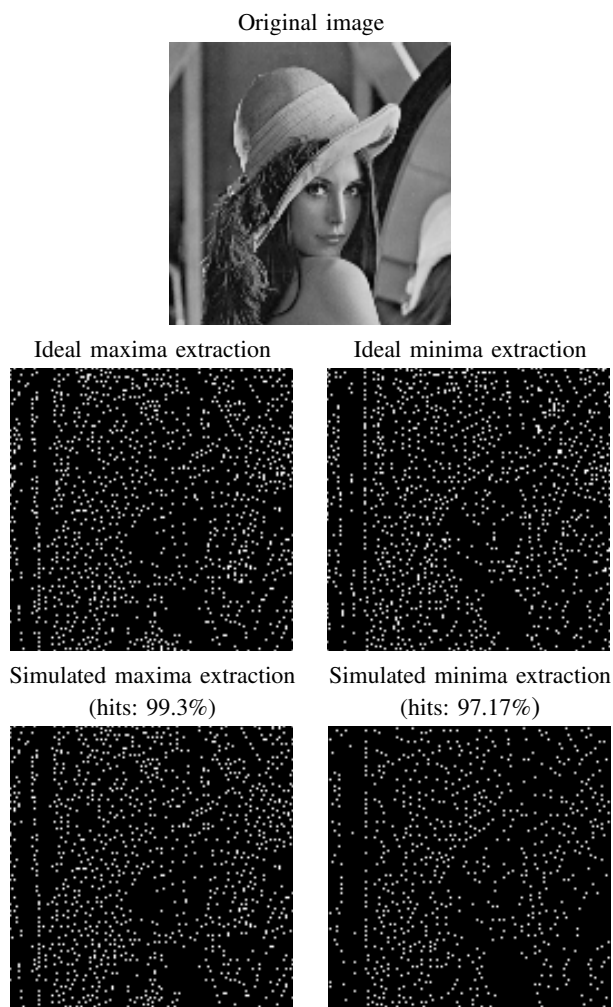 Original image
Ideal maxima extraction
Ideal minima extraction
Simulated maxima extraction
(hits: 99.3%)
Simulated minima extraction
(hits: 97.17%)